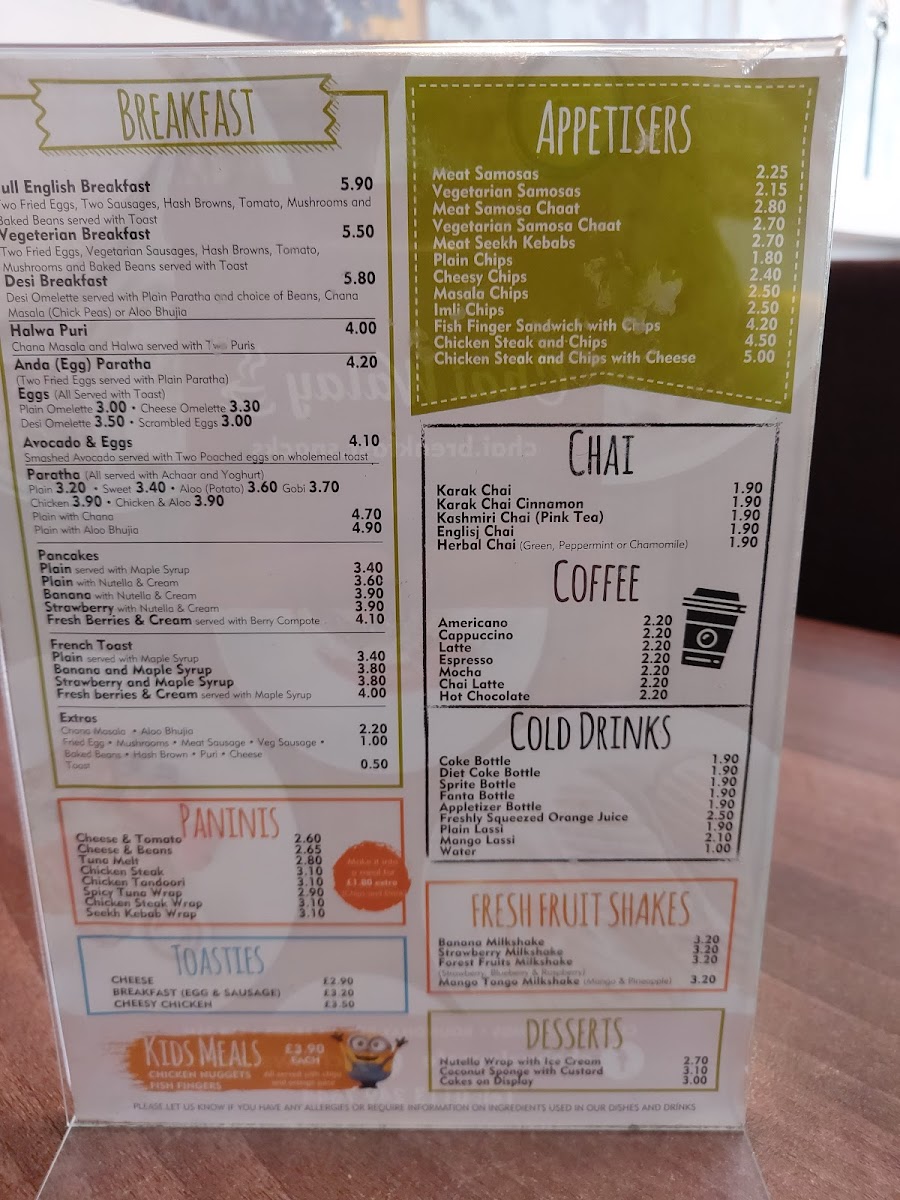 BREAKFAST
ull English Breakfast 5.90
wo Fried Eggs, Two Sausages, Hash Browns, Tomato, Mushrooms and
Baked Beans served with Toast
Vegeterian Breakfast 5.50
Two Fried Eggs, Vegetarian Sausages, Hash Browns, Tomato,
Mushrooms and Baked Beans served with Toast
Desi Breakfast 5.80
Desi Omelette served with Plain Paratha and choice of Beans, Chana
Masala (Chick Peas) or Aloo Bhujia
Halwa Puri 4.00
Chana Masala and Halwa served with Two Puris
Anda (Egg) Paratha 4.20
(Two Fried Eggs served with Plain Paratha)
Eggs (All Served with Toast)
Plain Omelette 3.00 • Cheese Omelette 3.30
Desi Omelette 3.50 • Scrambled Eggs 3.00
Avocado & Eggs 4.10
Smashed Avocado served with Two Poached eggs on wholemeal toast
Paratha (All served with Achaar and Yoghurt)
Plain 3.20 • Sweet 3.40 • Aloo (Potato) 3.60 Gobi 3.70
Chicken 3.90 • Chicken & Aloo 3.90
Plain with Chana 4.70
Plain with Aloo Bhujia 4.90
Pancakes
Plain served with Maple Syrup 3.40
Plain with Nutella & Cream 3.60
Banana with Nutella & Cream 3.90
Strawberry with Nutella & Cream 3.90
Fresh Berries & Cream served with Berry Compote 4.10
French Toast
Plain served with Maple Syrup 3.40
Banana and Maple Syrup 3.80
Strawberry and Maple Syrup 3.80
Fresh berries & Cream served with Maple Syrup 4.00
Extras
Chana Masala • Aloo Bhujia 2.20
Fried Egg • Mushrooms • Meat Sausage • Veg Sausage • 1.00
Baked Beans • Hash Brown • Puri • Cheese
Toast 0.50
PANINIS
Cheese & Tomato 2.60
Cheese & Beans 2.65
Tuna Melt 2.80
Chicken Steak 3.10
Chicken Tandoori 3.10
Spicy Tuna Wrap 2.90
Chicken Steak Wrap 3.10
Seekh Kebab Wrap 3.10
Make it into
a meal for
£1.80 extra
TOASTIES
CHEESE £2.90
BREAKFAST (EGG & SAUSAGE) £3.20
CHEESY CHICKEN £3.50
KIDS MEALS £3.90
EACH
CHICKEN NUGGETS
FISH FINGERS
All served with chips
and orange juice
APPETISERS
Meat Samosas 2.25
Vegetarian Samosas 2.15
Meat Samosa Chaat 2.80
Vegetarian Samosa Chaat 2.70
Meat Seekh Kebabs 2.70
Plain Chips 1.80
Cheesy Chips 2.40
Masala Chips 2.50
Imli Chips 2.50
Fish Finger Sandwich with Chips 4.20
Chicken Steak and Chips 4.50
Chicken Steak and Chips with Cheese 5.00
CHAI
Karak Chai 1.90
Karak Chai Cinnamon 1.90
Kashmiri Chai (Pink Tea) 1.90
Englisj Chai 1.90
Herbal Chai (Green, Peppermint or Chamomile) 1.90
COFFEE
Americano 2.20
Cappuccino 2.20
Latte 2.20
Espresso 2.20
Mocha 2.20
Chai Latte 2.20
Hot Chocolate 2.20
COLD DRINKS
Coke Bottle 1.90
Diet Coke Bottle 1.90
Sprite Bottle 1.90
Fanta Bottle 1.90
Appletizer Bottle 1.90
Freshly Squeezed Orange Juice 2.50
Plain Lassi 1.90
Mango Lassi 2.10
Water 1.00
FRESH FRUIT SHAKES
Banana Milkshake 3.20
Strawberry Milkshake 3.20
Forest Fruits Milkshake 3.20
(Strawberry, Blueberry & Raspberry)
Mango Tango Milkshake (Mango & Pineapple) 3.20
DESSERTS
Nutella Wrap with Ice Cream 2.70
Coconut Sponge with Custard 3.10
Cakes on Display 3.00
PLEASE LET US KNOW IF YOU HAVE ANY ALLERGIES OR REQUIRE INFORMATION ON INGREDIENTS USED IN OUR DISHES AND DRINKS